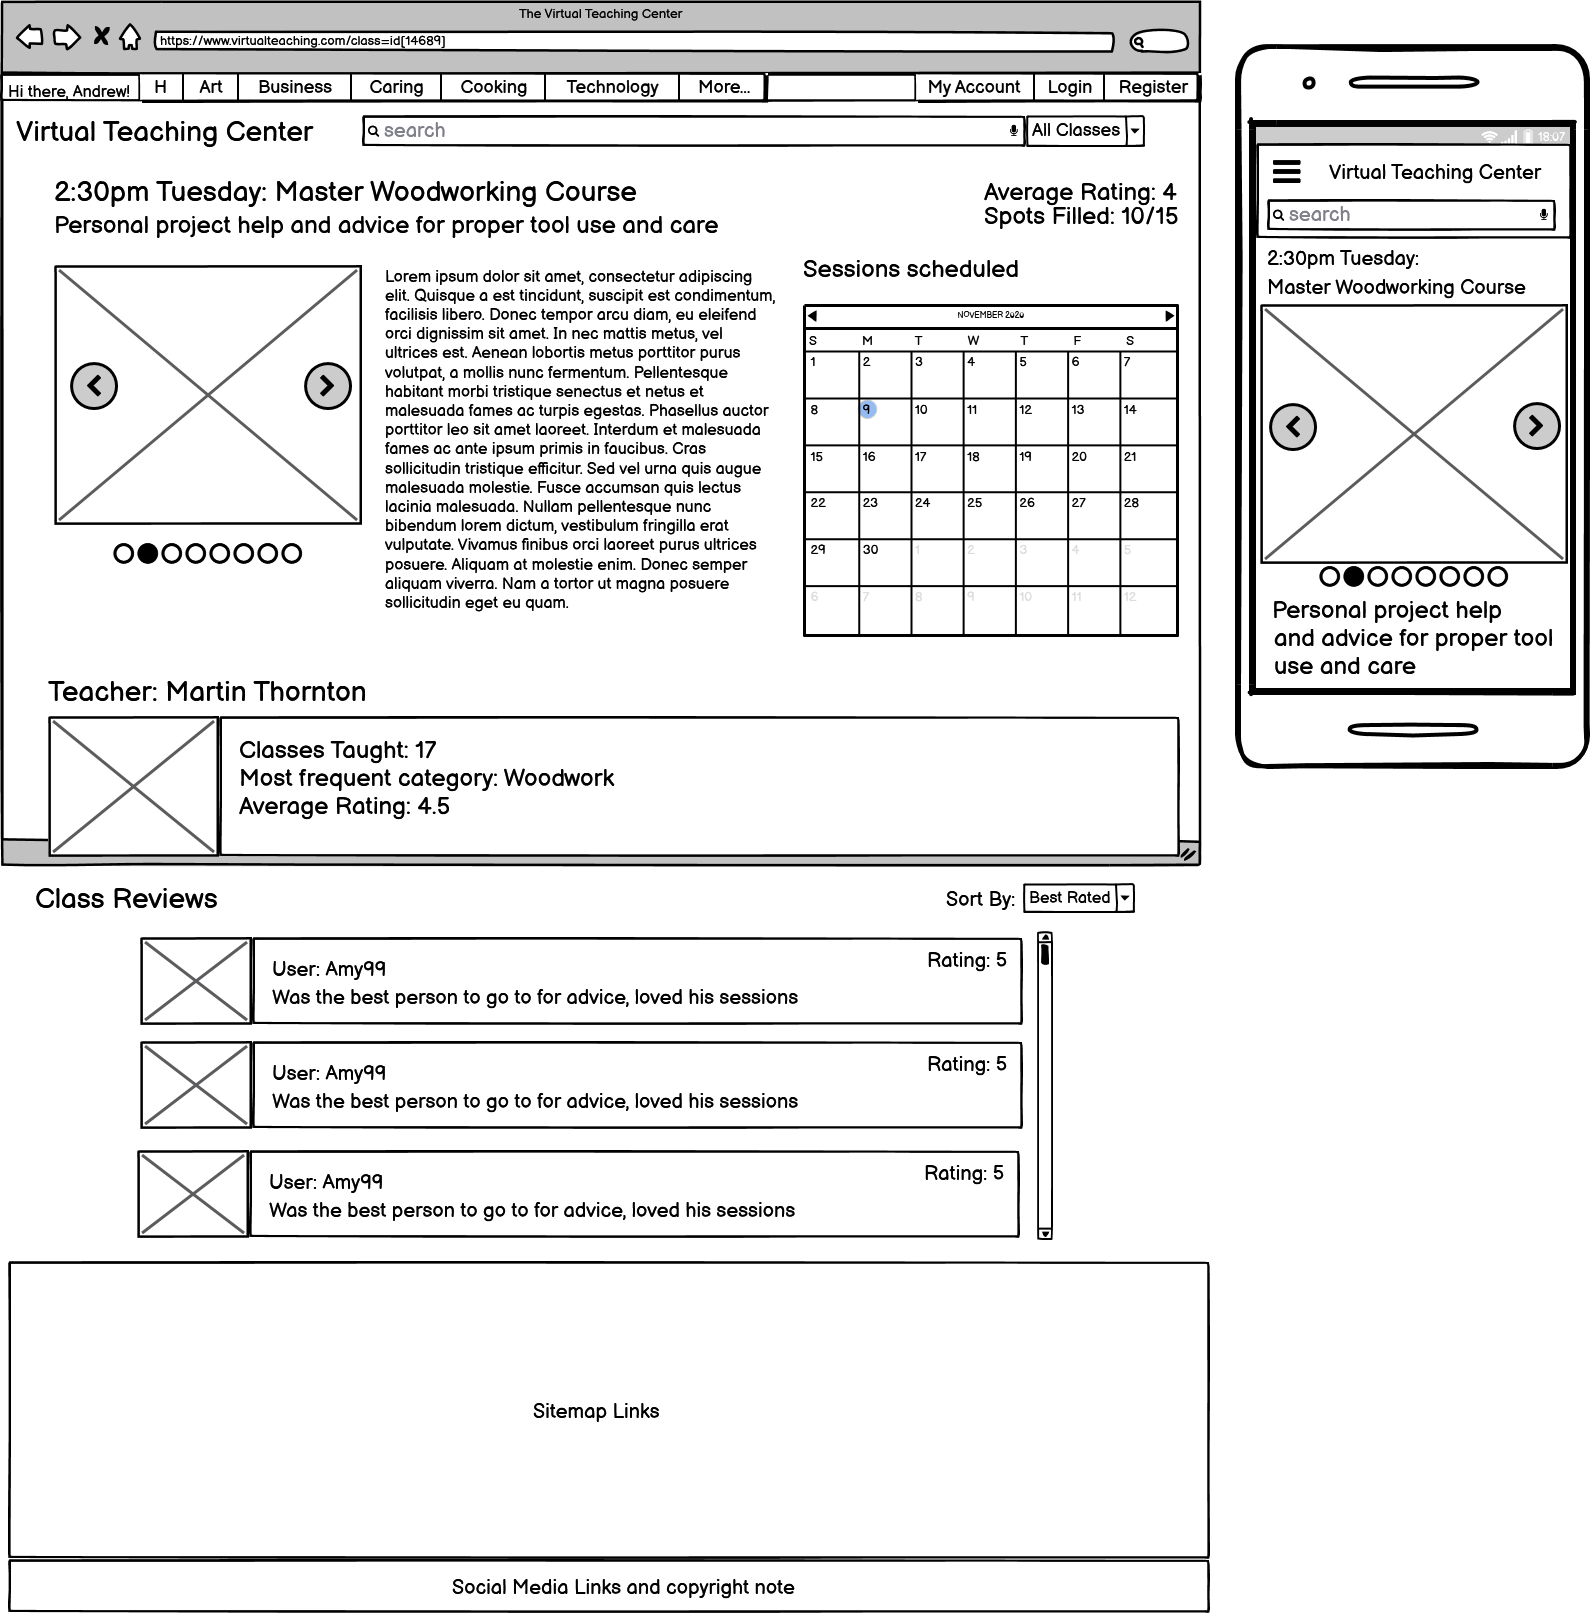 The Virtual Teaching Center
https://www.virtualteaching.com/class=id[14689]
Hi there, Andrew! H Art Business Caring Cooking Technology More... My Account Login Register
Virtual Teaching Center search All Classes
2:30pm Tuesday: Master Woodworking Course
Personal project help and advice for proper tool use and care
Average Rating: 4
Spots Filled: 10/15
Lorem ipsum dolor sit amet, consectetur adipiscing
elit. Quisque a est tincidunt, suscipit est condimentum,
facilisis libero. Donec tempor arcu diam, eu eleifend
orci dignissim sit amet. In nec mattis metus, vel
ultrices est. Aenean lobortis metus porttitor purus
volutpat, a mollis nunc fermentum. Pellentesque
habitant morbi tristique senectus et netus et
malesuada fames ac turpis egestas. Phasellus auctor
porttitor leo sit amet laoreet. Interdum et malesuada
fames ac ante ipsum primis in faucibus. Cras
sollicitudin tristique efficitur. Sed vel urna quis augue
malesuada molestie. Fusce accumsan quis lectus
lacinia malesuada. Nullam pellentesque nunc
bibendum lorem dictum, vestibulum fringilla erat
vulputate. Vivamus finibus orci laoreet purus ultrices
posuere. Aliquam at molestie enim. Donec semper
aliquam viverra. Nam a tortor ut magna posuere
sollicitudin eget eu quam.
Sessions scheduled
NOVEMBER 2020
S M T W T F S
1 2 3 4 5 6 7
8 9 10 11 12 13 14
15 16 17 18 19 20 21
22 23 24 25 26 27 28
29 30 1 2 3 4 5
6 7 8 9 10 11 12
Teacher: Martin Thornton
Classes Taught: 17
Most frequent category: Woodwork
Average Rating: 4.5
Class Reviews
Sort By: Best Rated
User: Amy99
Rating: 5
Was the best person to go to for advice, loved his sessions
User: Amy99
Rating: 5
Was the best person to go to for advice, loved his sessions
User: Amy99
Rating: 5
Was the best person to go to for advice, loved his sessions
Sitemap Links
Social Media Links and copyright note
18:07
Virtual Teaching Center
search
2:30pm Tuesday:
Master Woodworking Course
Personal project help
and advice for proper tool
use and care